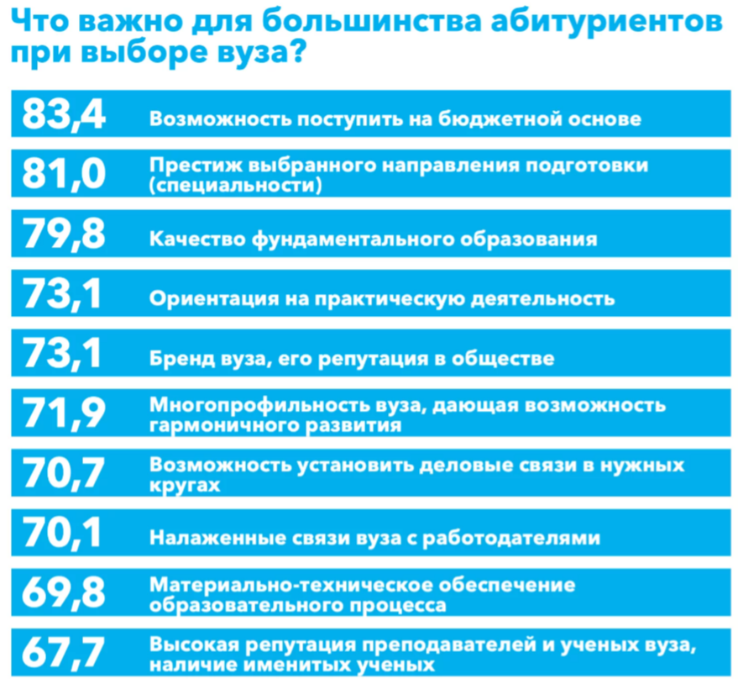 Что важно для большинства абитуриентов
при выборе вуза?
83,4 Возможность поступить на бюджетной основе
81,0 Престиж выбранного направления подготовки
(специальности)
79,8 Качество фундаментального образования
73,1 Ориентация на практическую деятельность
73,1 Бренд вуза, его репутация в обществе
71,9 Многопрофильность вуза, дающая возможность
гармоничного развития
70,7 Возможность установить деловые связи в нужных
кругах
70,1 Налаженные связи вуза с работодателями
69,8 Материально-техническое обеспечение
образовательного процесса
67,7 Высокая репутация преподавателей и ученых вуза,
наличие именитых ученых